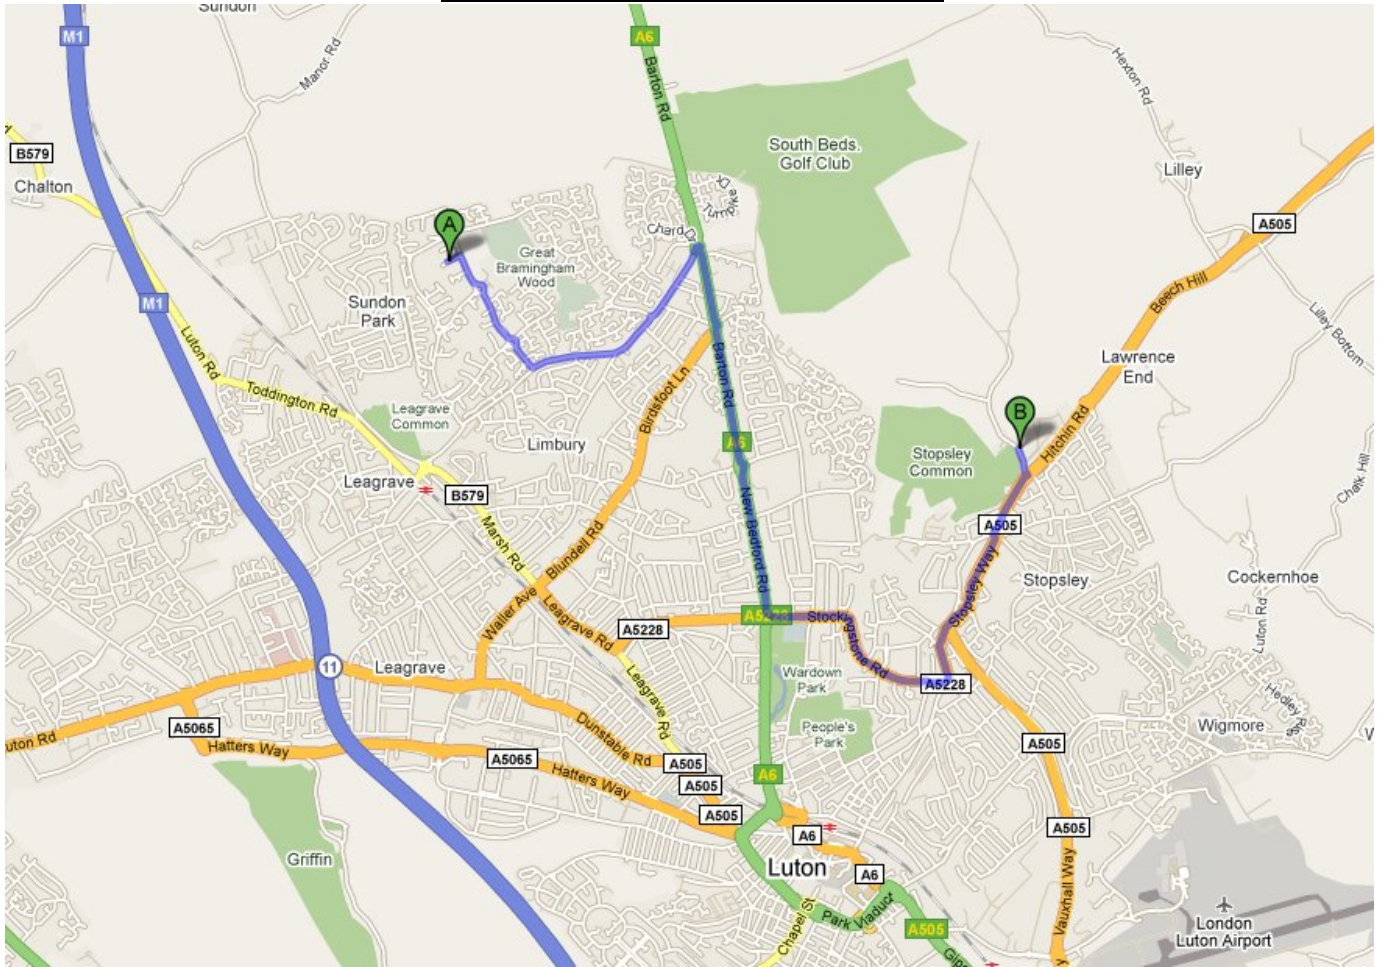 Sundon
M1
A6
Manor Rd
Barton Rd
Hexton Rd
South Beds.
Golf Club
B579
Chalton
Lilley
Turnpike Dr
A
Chard Dr
A505
Great
Bramingham
Wood
Sundon
Park
M1
Beech Hill
Luton Rd
Lilley Bottom
Barton Rd
Lawrence
End
Toddington Rd
Birdsfoot Ln
Leagrave
Common
B
Hitchin Rd
Limbury
A6
Stopsley
Common
Leagrave
B579
Chalk Hill
New Bedford Rd
Marsh Rd
A505
Blundell Rd
Stopsley Way
Stopsley
Cockernhoe
Waller Ave
Leagrave Rd
A5228
A5228
Stockingstone Rd
Luton Rd
11
Leagrave
Wardown
Park
A5228
Leagrave Rd
Hedley Rise
A5065
Dunstable Rd
People's
Park
Wigmore
uton Rd
Hatters Way
A5065
A505
A505
A505
Hatters Way
A6
A505
A6
A505
Griffin
Luton
A6
Vauxhall Way
Park Viaduct
Chapel St
A505
London
Luton Airport